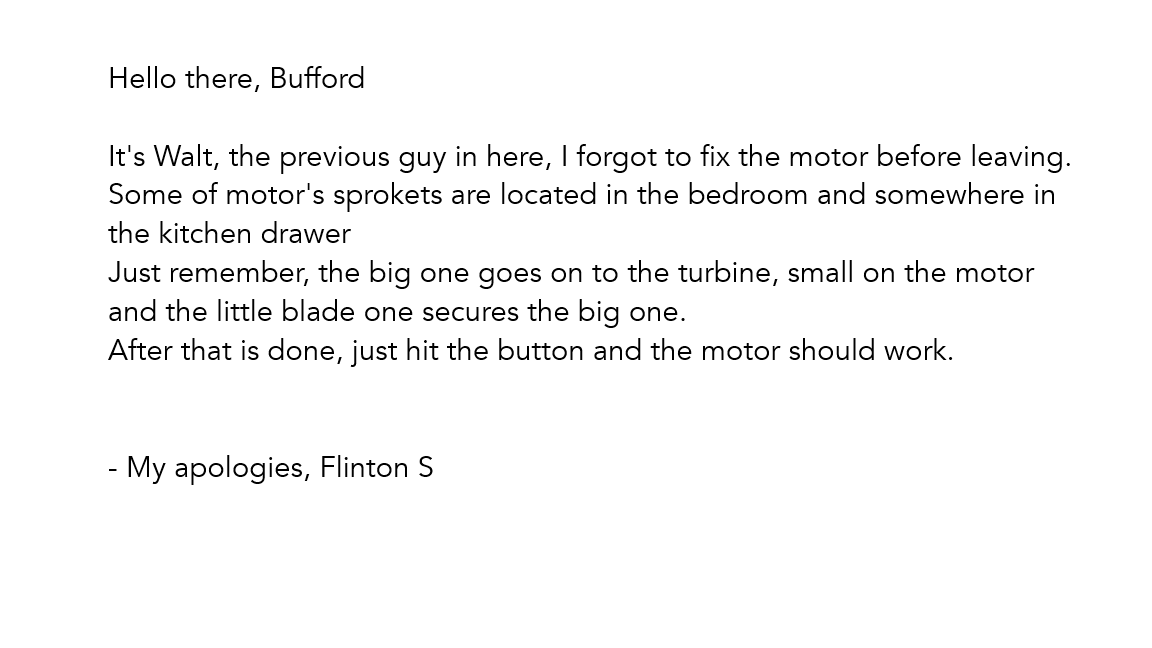 Hello there, Bufford
It's Walt, the previous guy in here, I forgot to fix the motor before leaving.
Some of motor's sprokets are located in the bedroom and somewhere in
the kitchen drawer
Just remember, the big one goes on to the turbine, small on the motor
and the little blade one secures the big one.
After that is done, just hit the button and the motor should work.
- My apologies, Flinton S